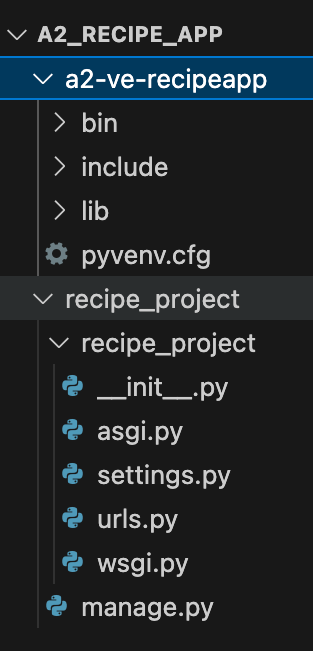 A2_RECIPE_APP
a2-ve-recipeapp
bin
include
lib
pyvenv.cfg
recipe_project
recipe_project
__init__.py
asgi.py
settings.py
urls.py
wsgi.py
manage.py